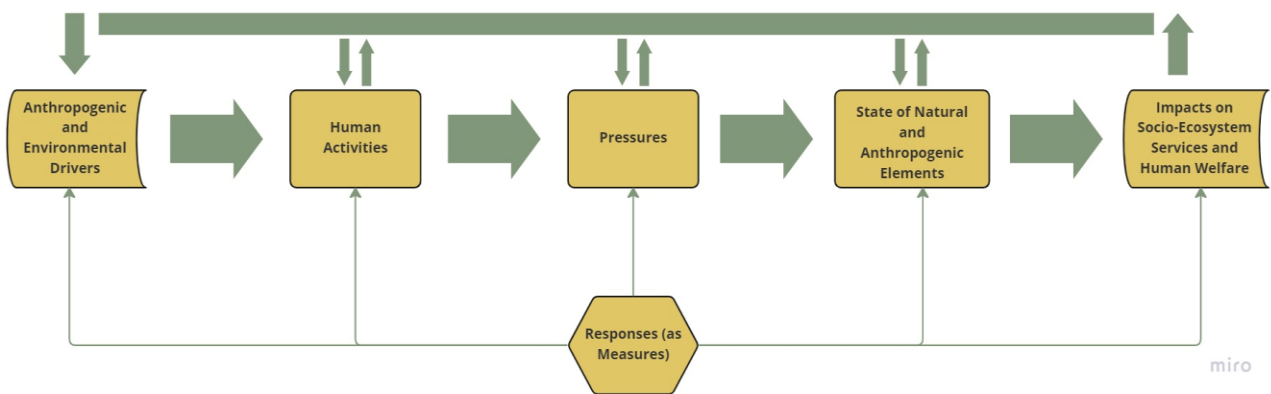 Anthropogenic
and
Environmental
Drivers
Human
Activities
Pressures
State of Natural
and
Anthropogenic
Elements
Impacts on
Socio-Ecosystem
Services and
Human Welfare
Responses (as
Measures)
miro